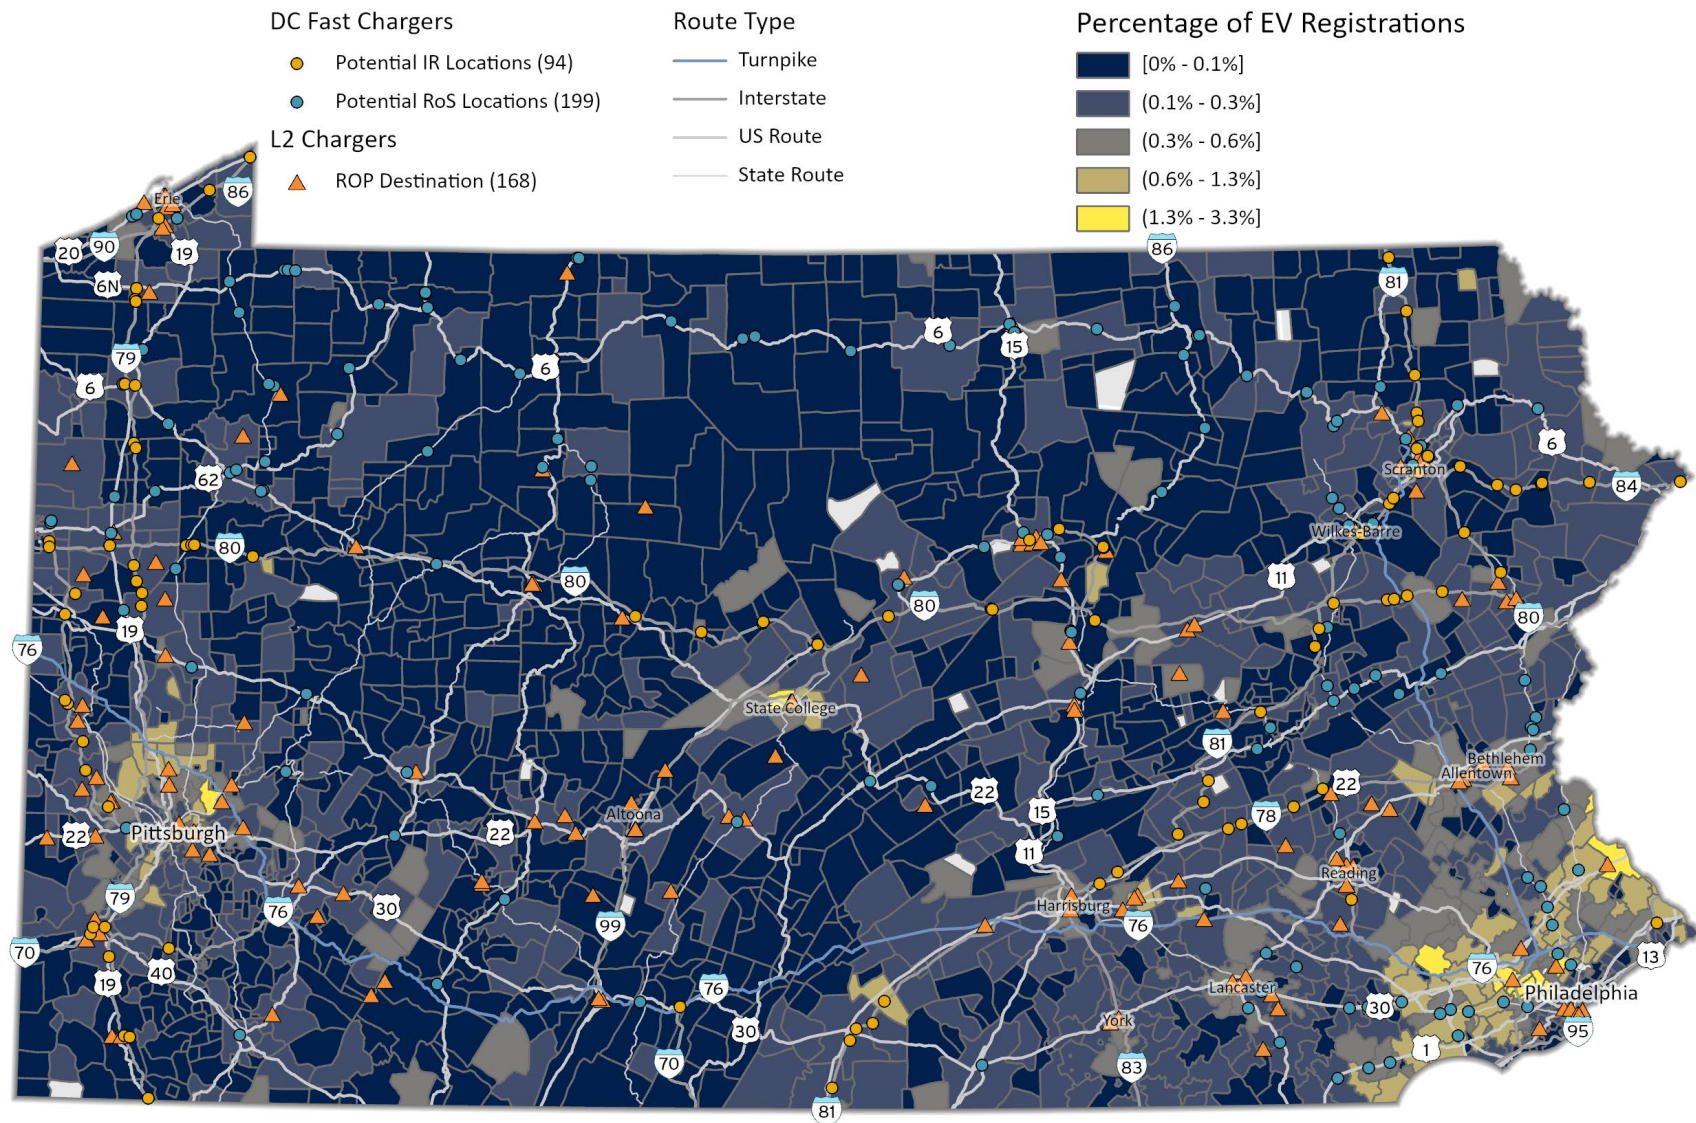 DC Fast Chargers
Potential IR Locations (94)
Potential RoS Locations (199)
L2 Chargers
ROP Destination (168)
Route Type
Turnpike
Interstate
US Route
State Route
Percentage of EV Registrations
[0% - 0.1%]
(0.1% - 0.3%]
(0.3% - 0.6%]
(0.6% - 1.3%]
(1.3% - 3.3%]
Erie
86
20
90
19
6N
86
81
79
6
6
6
15
6
62
Scranton
84
80
Wilkes-Barre
80
11
80
19
80
76
State College
81
Bethlehem
Allentown
22
22
15
78
Altoona
Pittsburgh
22
22
11
Reading
79
30
76
Harrisburg
76
99
70
13
19
40
76
76
Lancaster
30
Philadelphia
York
30
95
70
83
1
81